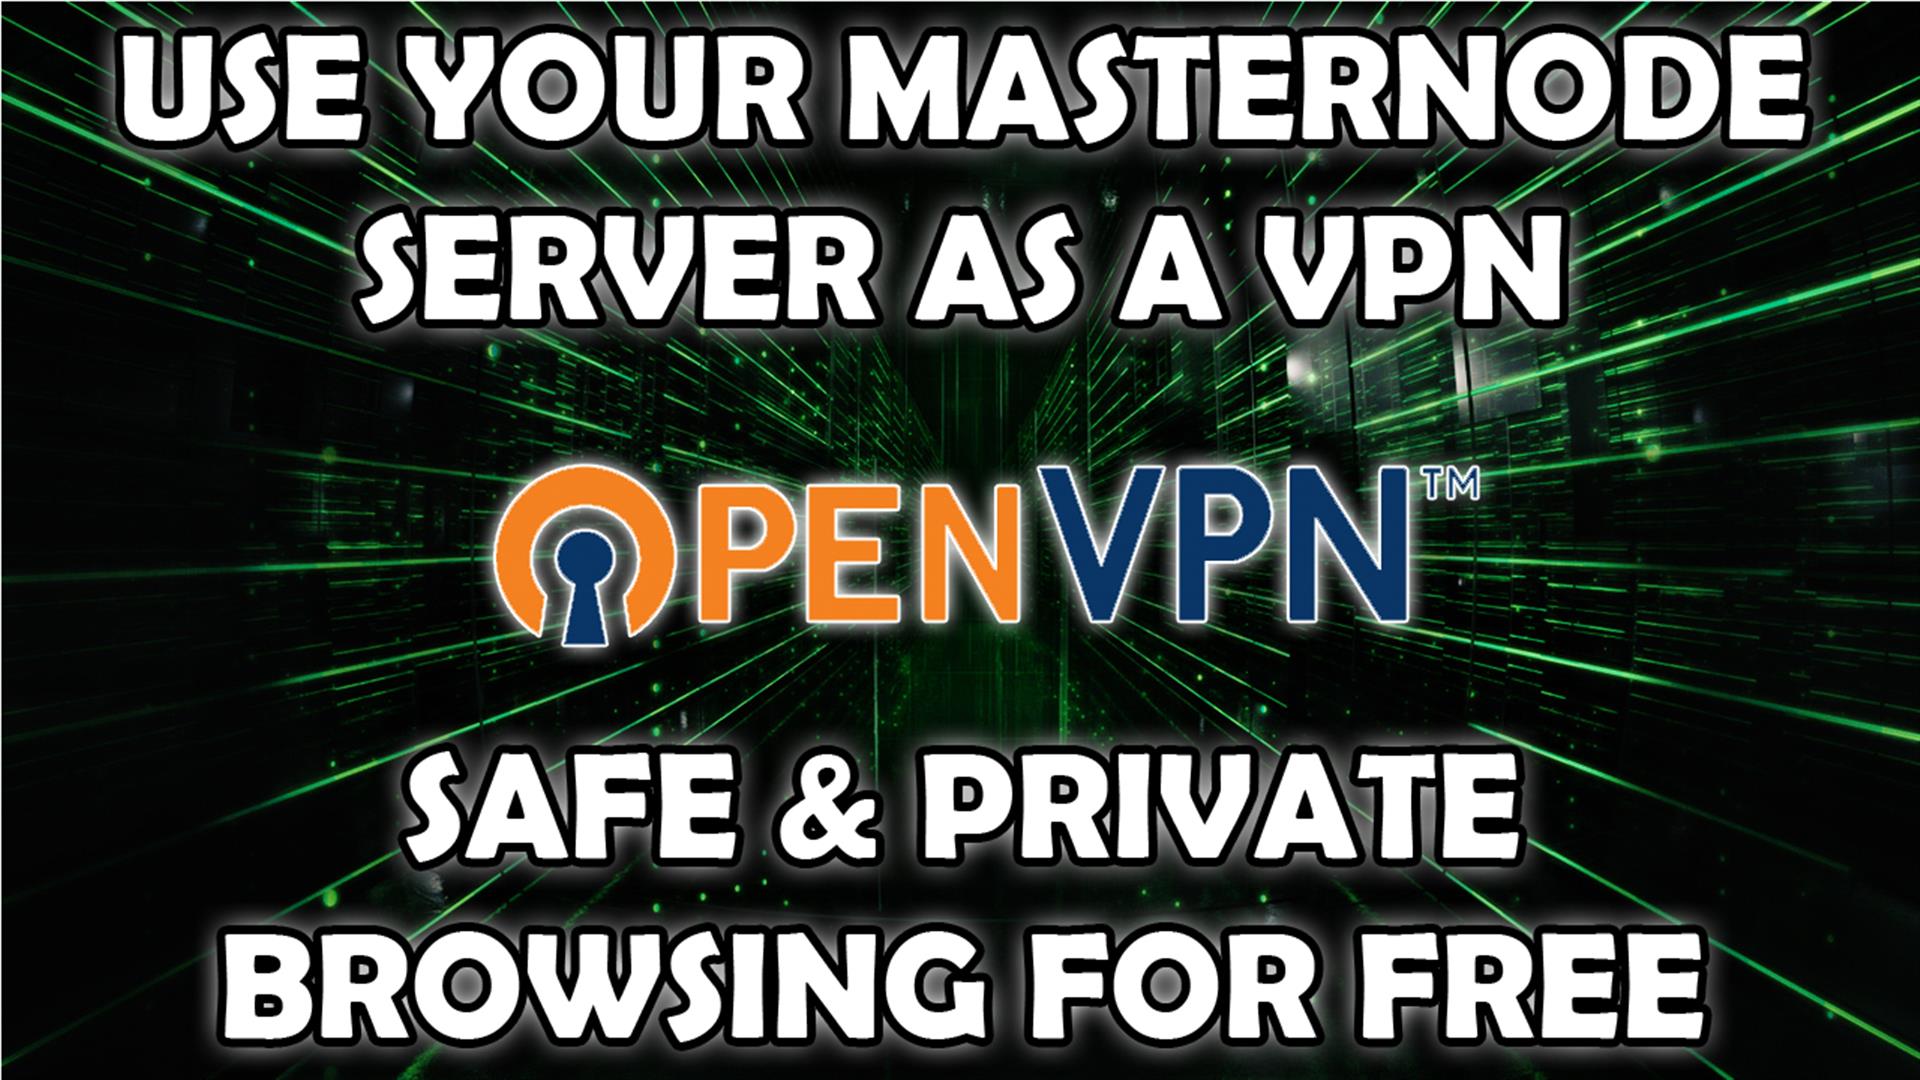 USE YOUR MASTERNODE
SERVER AS A VPN
OPENVPN™
SAFE & PRIVATE
BROWSING FOR FREE